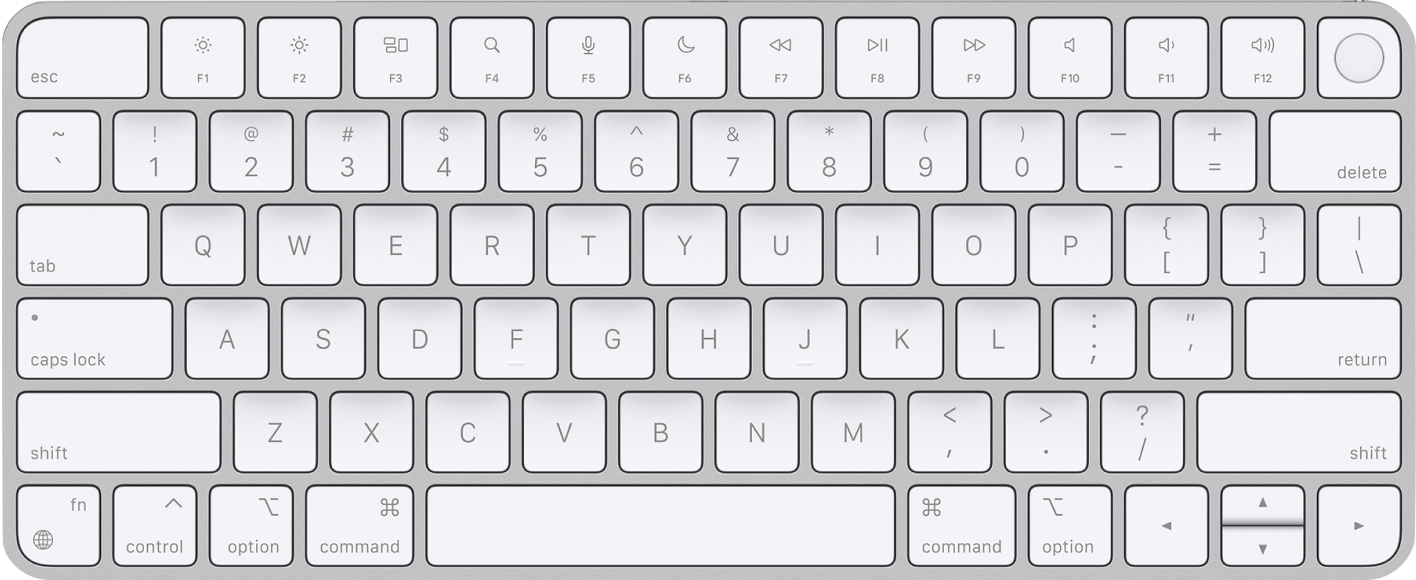 esc F1 F2 F3 F4 F5 F6 F7 F8 F9 F10 F11 F12
~ ! @ # $ % ^ & * ( ) — +
` 1 2 3 4 5 6 7 8 9 0 - = delete
tab Q W E R T Y U I O P { } |
[ ] \
caps lock A S D F G H J K L : "
; ' return
shift Z X C V B N M < > ?
, . / shift
fn ^ ⌥ ⌘ ⌘ ⌥ ▲
◀ ▶
control option command command option ▼